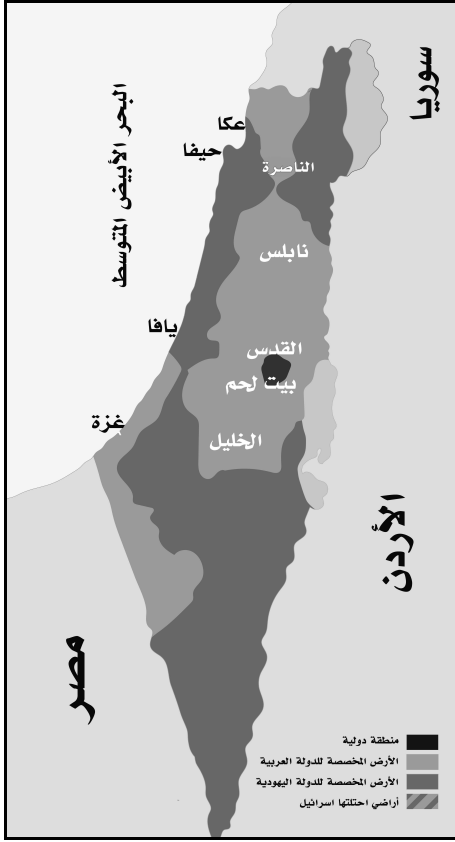 سوريا
البحر الأبيض المتوسط
عكا
حيفا
الناصرة
نابلس
يافا
القدس
بيت لحم
غزة
الخليل
الأردن
مصر
منطقة دولية
الأرض المخصصة للدولة العربية
الأرض المخصصة للدولة اليهودية
أراضي احتلتها اسرائيل